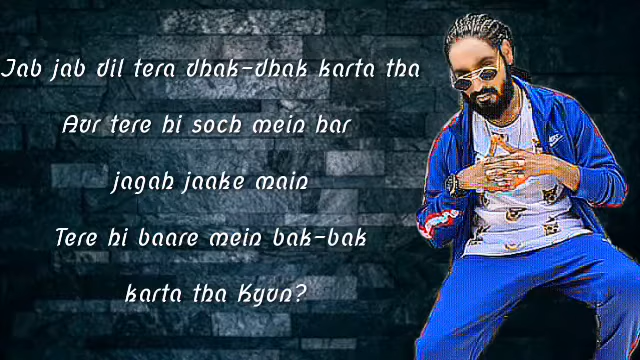 Jab jab dil tera dhak-dhak karta tha
Aur tere hi soch mein har
jagah jaake main
Tere hi baare mein bak-bak
karta tha Kyun?